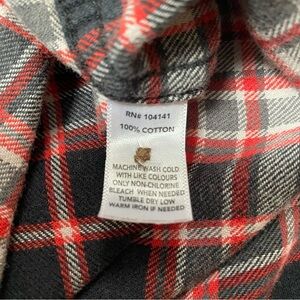 RN# 104141
100% COTTON
MACHINE WASH COLD
WITH LIKE COLOURS
ONLY NON-CHLORINE
BLEACH WHEN NEEDED
TUMBLE DRY LOW
WARM IRON IF NEEDED